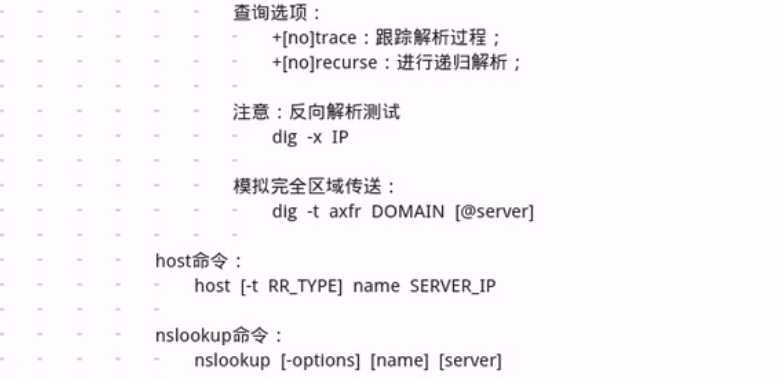 查询选项：
+[no]trace：跟踪解析过程；
+[no]recurse：进行递归解析；
注意：反向解析测试
dig -x IP
模拟完全区域传送：
dig -t axfr DOMAIN [@server]
host命令：
host [-t RR_TYPE] name SERVER_IP
nslookup命令：
nslookup [-options] [name] [server]